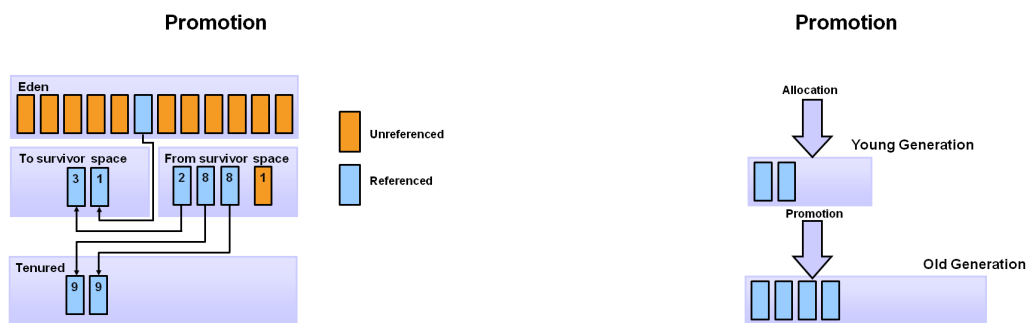 Promotion
Eden
To survivor space
3 1
From survivor space
2 8 8 1
Tenured
9 9
Unreferenced
Referenced
Promotion
Allocation
Young Generation
Promotion
Old Generation